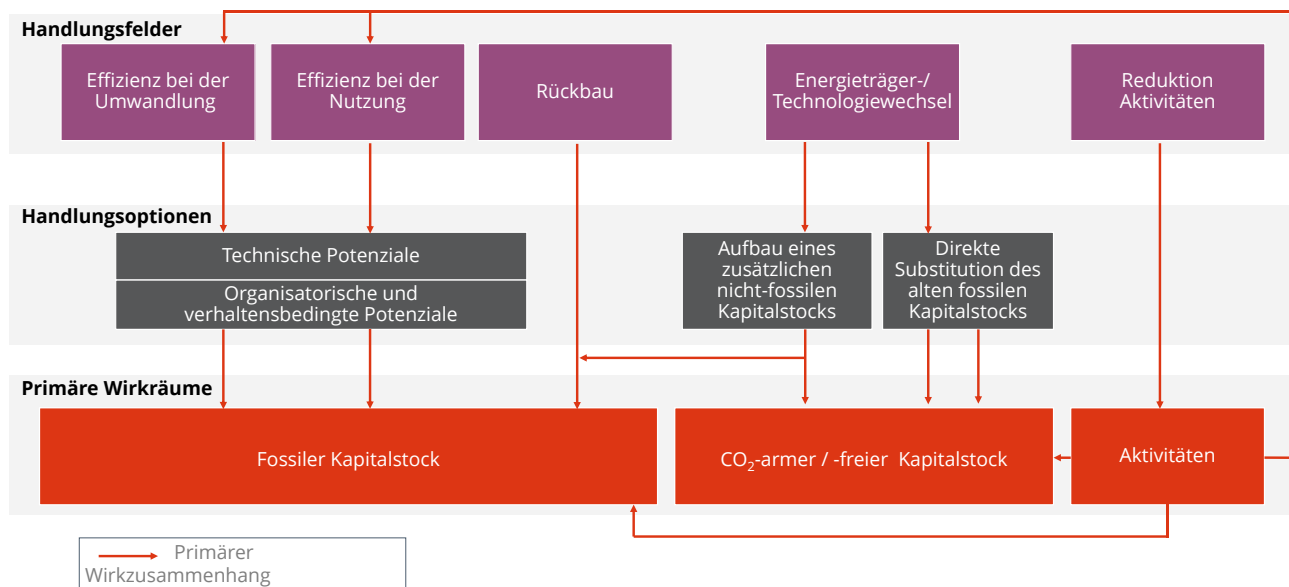 Handlungsfelder
Effizienz bei der
Umwandlung
Effizienz bei der
Nutzung
Rückbau
Energieträger-/
Technologiewechsel
Reduktion
Aktivitäten
Handlungsoptionen
Technische Potenziale
Organisatorische und
verhaltensbedingte Potenziale
Aufbau eines
zusätzlichen
nicht-fossilen
Kapitalstocks
Direkte
Substitution des
alten fossilen
Kapitalstocks
Primäre Wirkräume
Fossiler Kapitalstock
CO₂-armer / -freier Kapitalstock
Aktivitäten
Primärer
Wirkzusammenhang